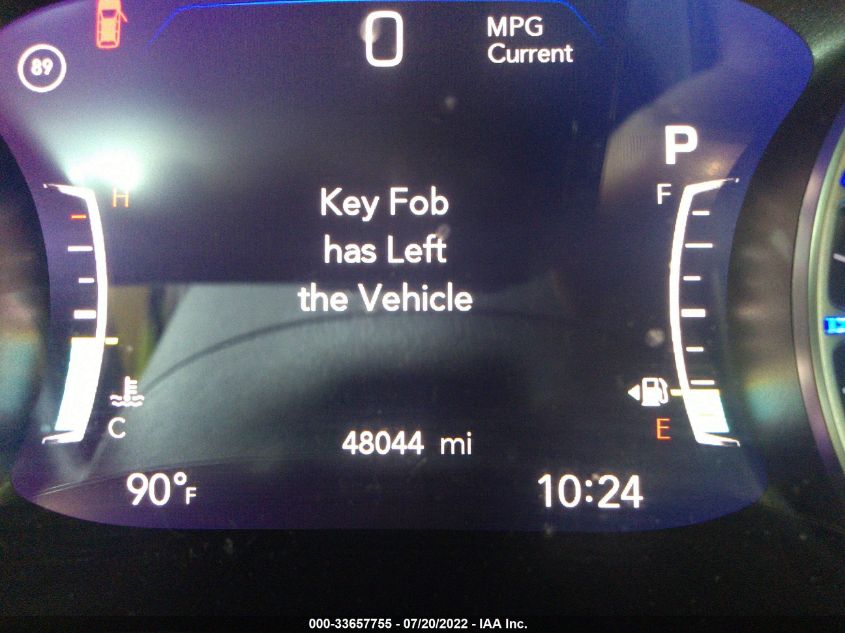 0
MPG
Current
89
P
H
F
Key Fob
has Left
the Vehicle
C
E
48044 mi
90°F
10:24
000-33657755 - 07/20/2022 - IAA Inc.